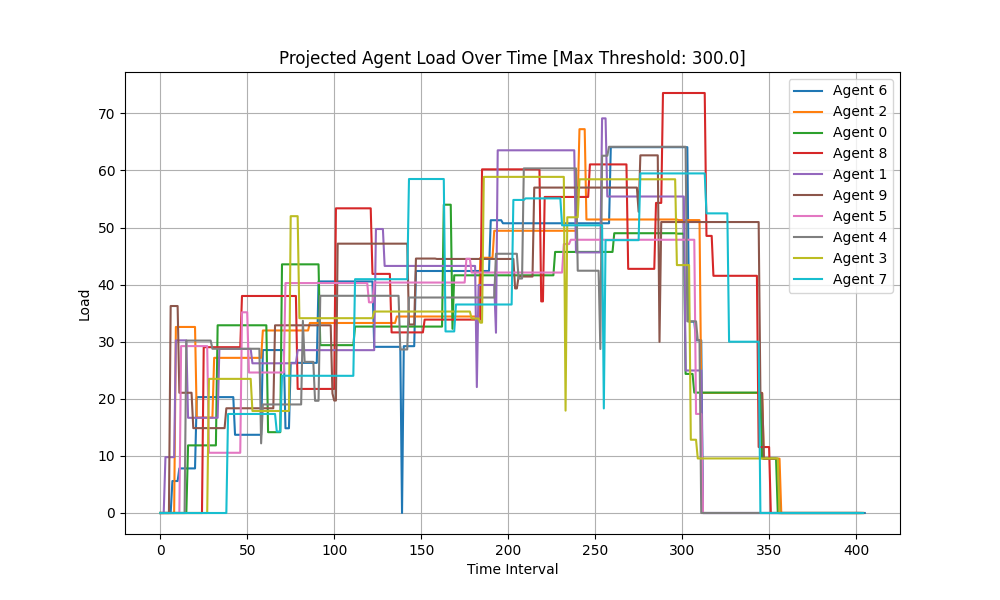 Projected Agent Load Over Time [Max Threshold: 300.0]
Load
70
60
50
40
30
20
10
0
0 50 100 150 200 250 300 350 400
Time Interval
Agent 6
Agent 2
Agent 0
Agent 8
Agent 1
Agent 9
Agent 5
Agent 4
Agent 3
Agent 7